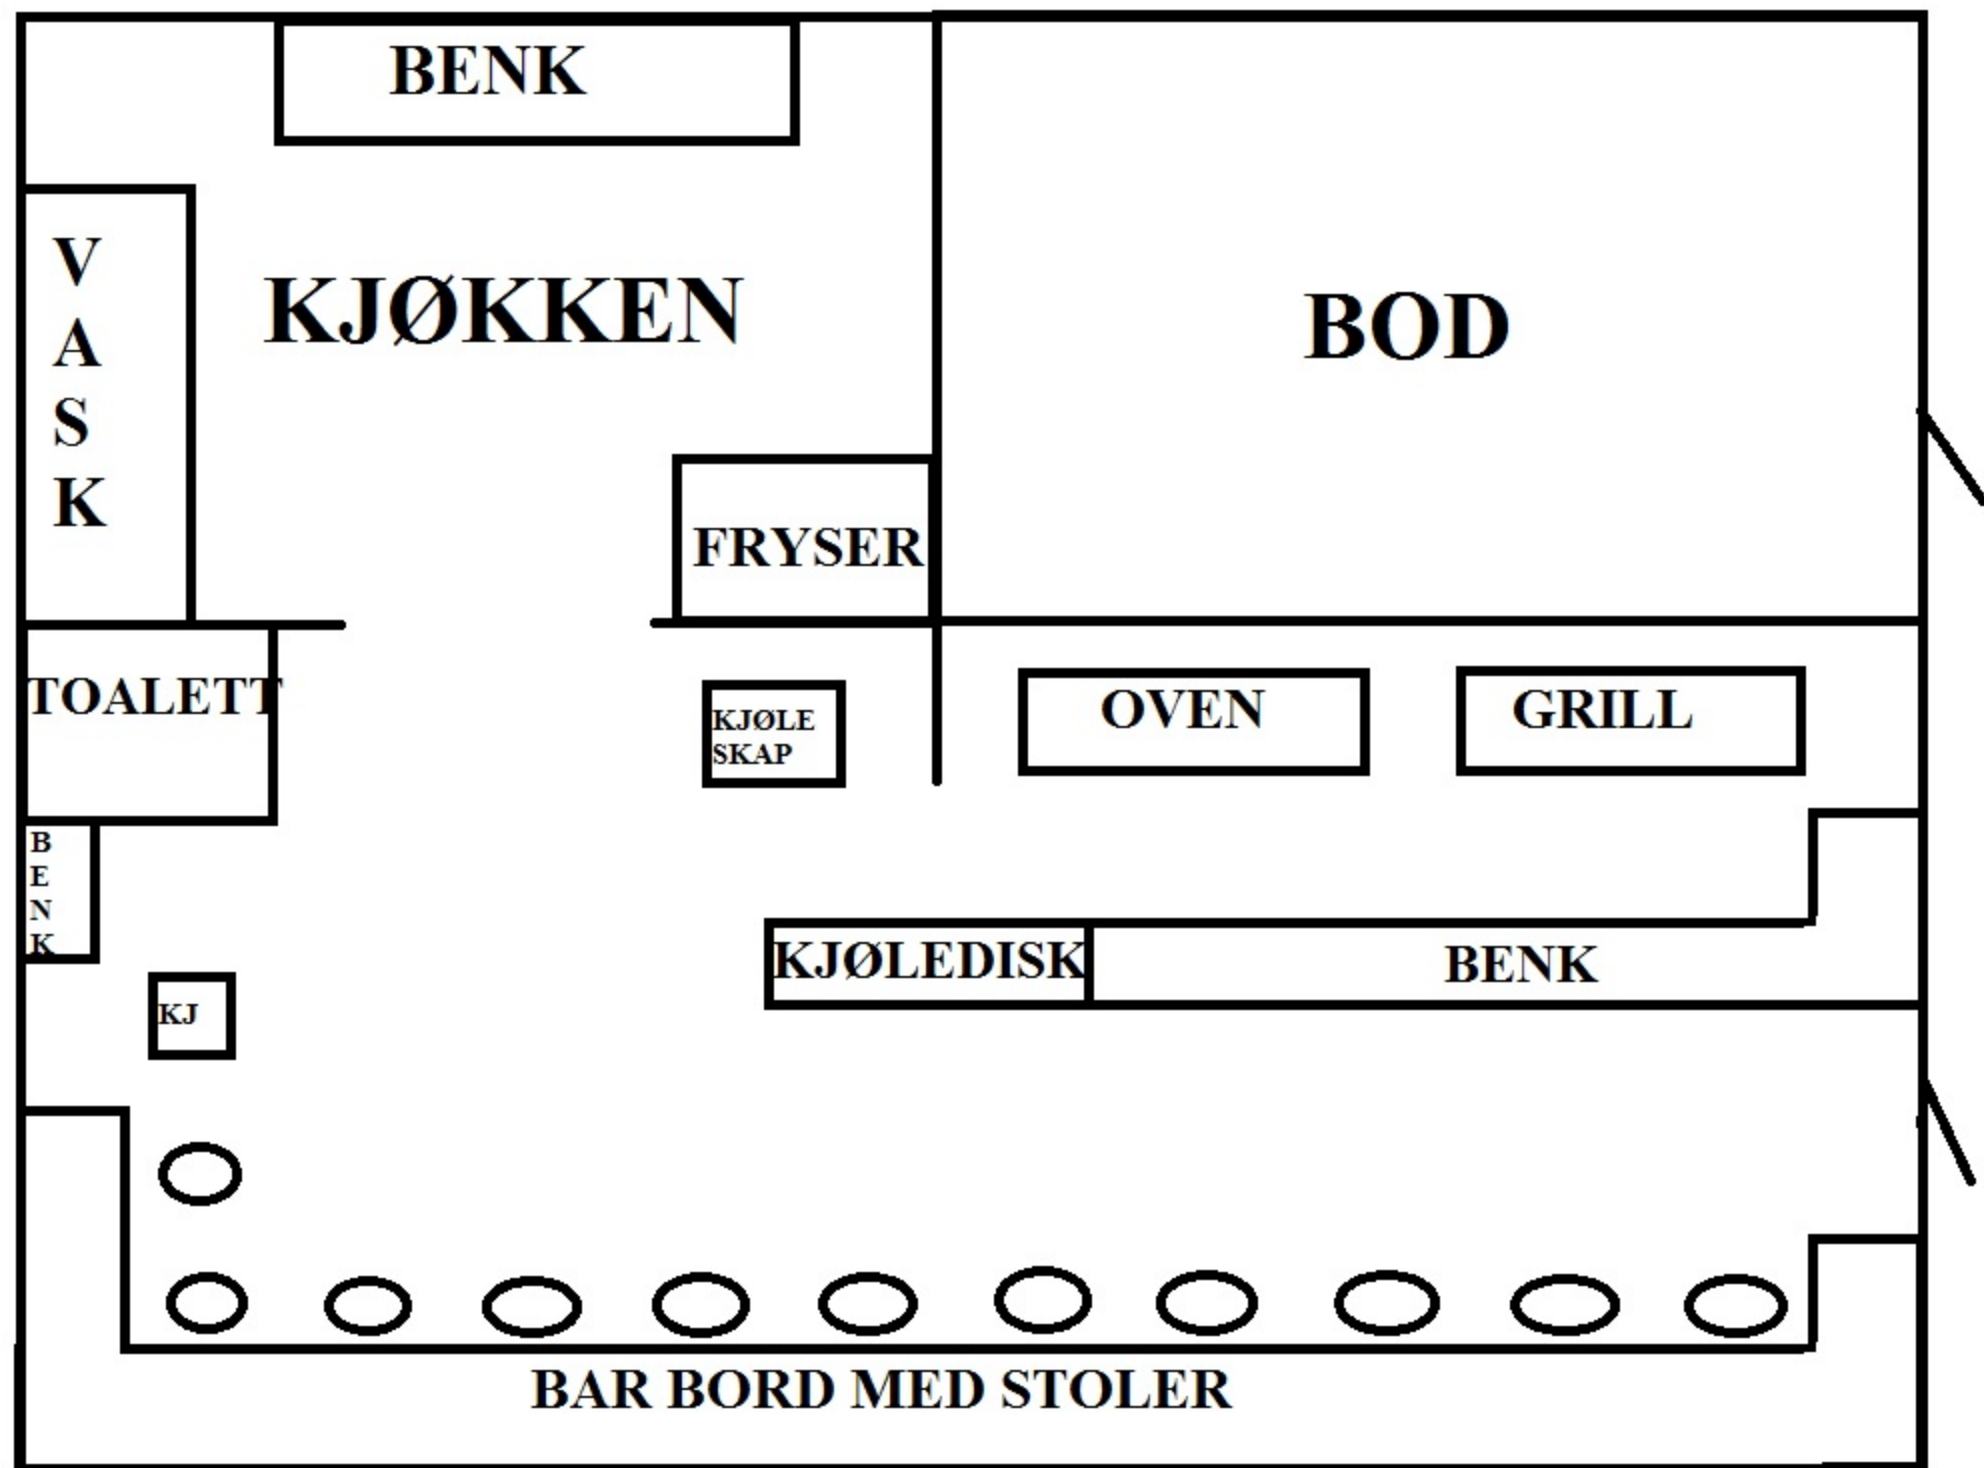 BENK
V
A
S
K
KJØKKEN
BOD
FRYSER
TOALETT
KJØLE
SKAP
OVEN
GRILL
B
E
N
K
KJØLEDISK
BENK
KJ
BAR BORD MED STOLER